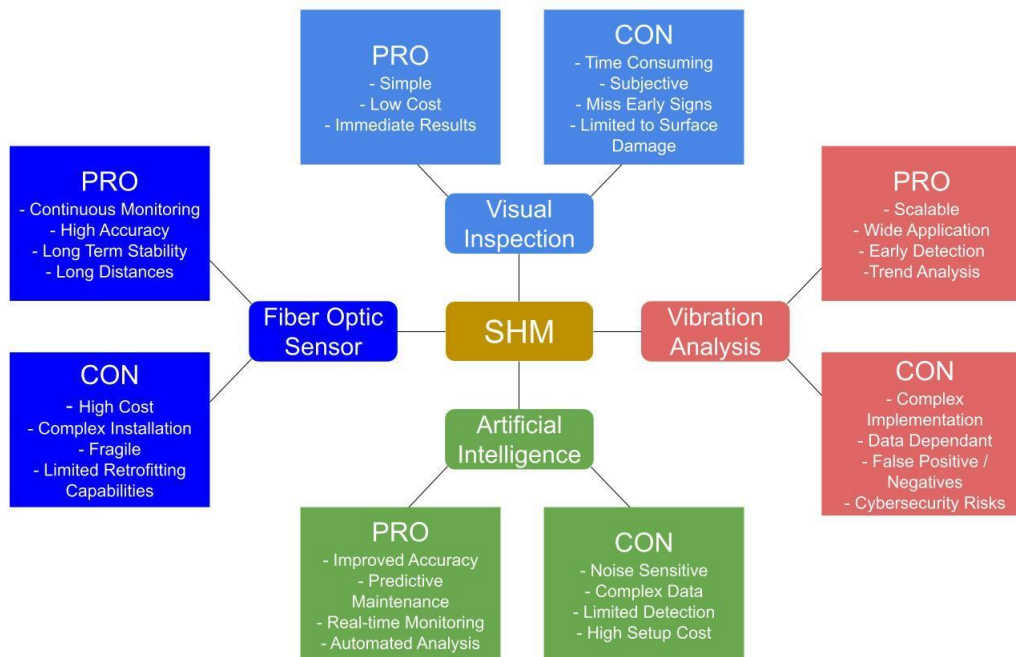 PRO
- Simple
- Low Cost
- Immediate Results
CON
- Time Consuming
- Subjective
- Miss Early Signs
- Limited to Surface
Damage
Visual
Inspection
PRO
- Continuous Monitoring
- High Accuracy
- Long Term Stability
- Long Distances
CON
- High Cost
- Complex Installation
- Fragile
- Limited Retrofitting
Capabilities
Fiber Optic
Sensor
SHM
Vibration
Analysis
PRO
- Scalable
- Wide Application
- Early Detection
-Trend Analysis
CON
- Complex
Implementation
- Data Dependant
- False Positive /
Negatives
- Cybersecurity Risks
Artificial
Intelligence
PRO
- Improved Accuracy
- Predictive
Maintenance
- Real-time Monitoring
- Automated Analysis
CON
- Noise Sensitive
- Complex Data
- Limited Detection
- High Setup Cost